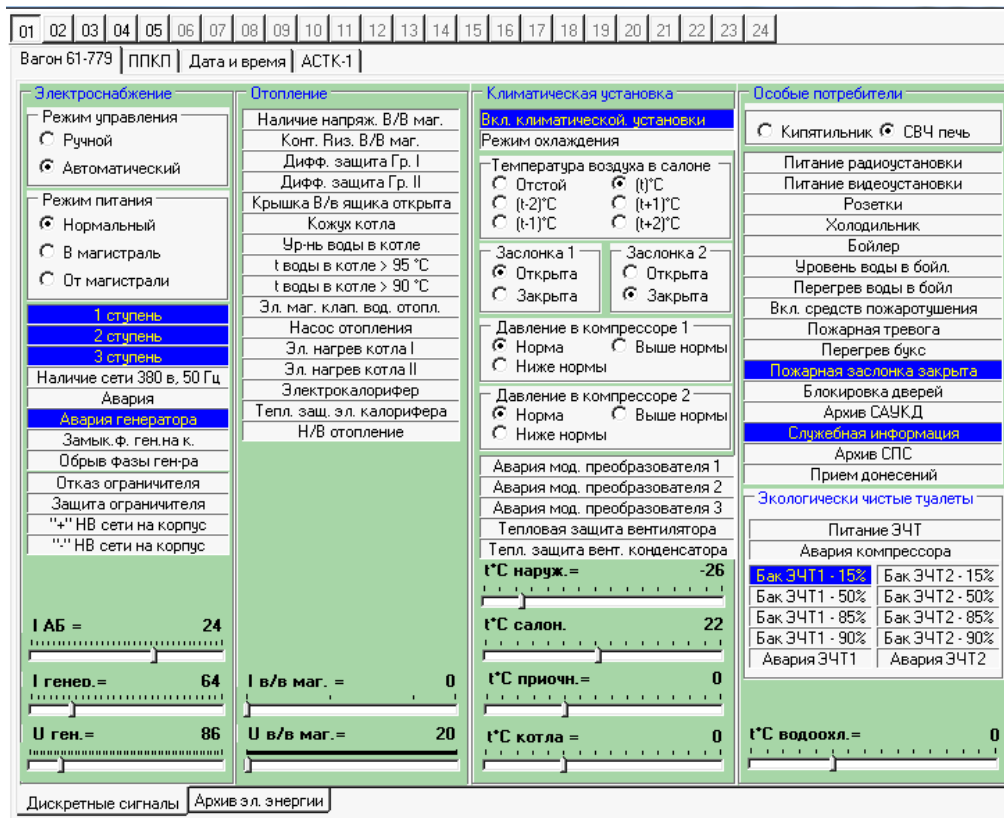 01 02 03 04 05 06 07 08 09 10 11 12 13 14 15 16 17 18 19 20 21 22 23 24
Вагон 61-779 ППКП Дата и время АСТК-1
Электроснабжение
Режим управления
Ручной
Автоматический
Режим питания
Нормальный
В магистраль
От магистрали
1 ступень
2 ступень
3 ступень
Наличие сети 380 в, 50 Гц
Авария
Авария генератора
Замык.ф. ген.на к.
Обрыв фазы ген-ра
Отказ ограничителя
Защита ограничителя
"+" НВ сети на корпус
"-" НВ сети на корпус
I АБ = 24
I генер.= 64
U ген.= 86
Отопление
Наличие напряж. В/В маг.
Конт. Rиз. В/В маг.
Дифф. защита Гр. I
Дифф. защита Гр. II
Крышка В/в ящика открыта
Кожух котла
Ур-нь воды в котле
t воды в котле > 95 °С
t воды в котле > 90 °С
Эл. маг. клап. вод. отопл.
Насос отопления
Эл. нагрев котла I
Эл. нагрев котла II
Электрокалорифер
Тепл. защ. эл. калорифера
Н/В отопление
I в/в маг. = 0
U в/в маг.= 20
Климатическая установка
Вкл. климатической. установки
Режим охлаждения
Температура воздуха в салоне
Отстой (t)°C
(t-2)°C (t+1)°C
(t-1)°C (t+2)°C
Заслонка 1
Открыта
Закрыта
Заслонка 2
Открыта
Закрыта
Давление в компрессоре 1
Норма Выше нормы
Ниже нормы
Давление в компрессоре 2
Норма Выше нормы
Ниже нормы
Авария мод. преобразователя 1
Авария мод. преобразователя 2
Авария мод. преобразователя 3
Тепловая защита вентилятора
Тепл. защита вент. конденсатора
t°C наруж.= -26
t°C салон. 22
t°C приочн.= 0
t°C котла = 0
Особые потребители
Кипятильник СВЧ печь
Питание радиоустановки
Питание видеоустановки
Розетки
Холодильник
Бойлер
Уровень воды в бойл.
Перегрев воды в бойл
Вкл. средств пожаротушения
Пожарная тревога
Перегрев букс
Пожарная заслонка закрыта
Блокировка дверей
Архив САУКД
Служебная информация
Архив СПС
Прием донесений
Экологически чистые туалеты
Питание ЭЧТ
Авария компрессора
Бак ЭЧТ1 - 15% Бак ЭЧТ2 - 15%
Бак ЭЧТ1 - 50% Бак ЭЧТ2 - 50%
Бак ЭЧТ1 - 85% Бак ЭЧТ2 - 85%
Бак ЭЧТ1 - 90% Бак ЭЧТ2 - 90%
Авария ЭЧТ1 Авария ЭЧТ2
t°C водоохл.= 0
Дискретные сигналы Архив эл. энергии